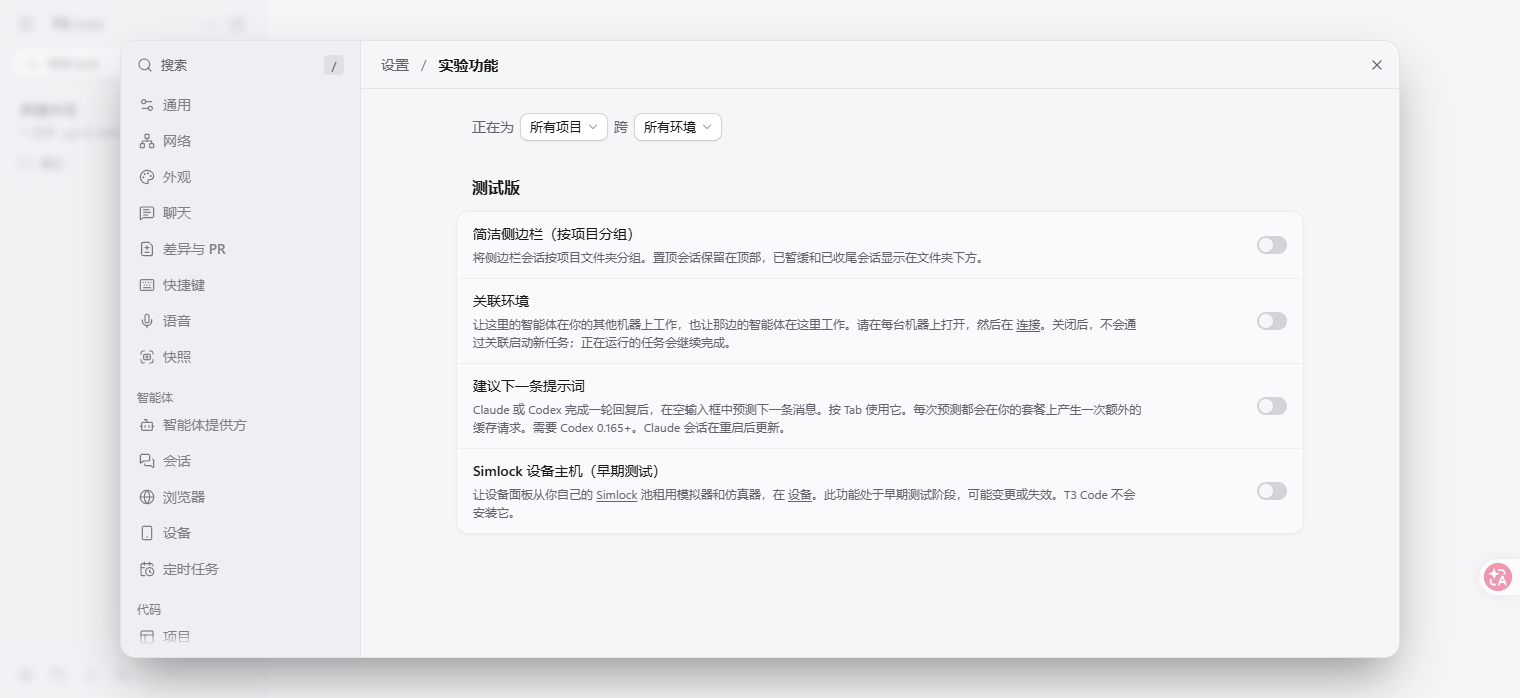 搜索 /
通用
网络
外观
聊天
差异与 PR
快捷键
语音
快照
智能体
智能体提供方
会话
浏览器
设备
定时任务
代码
项目
设置 / 实验功能
正在为 所有项目 跨 所有环境
测试版
简洁侧边栏（按项目分组）
将侧边栏会话按项目文件夹分组。置顶会话保留在顶部，已暂缓和已收尾会话显示在文件夹下方。
关联环境
让这里的智能体在你的其他机器上工作，也让那边的智能体在这里工作。请在每台机器上打开，然后在 连接。关闭后，不会通
过关联启动新任务；正在运行的任务会继续完成。
建议下一条提示词
Claude 或 Codex 完成一轮回复后，在空输入框中预测下一条消息。按 Tab 使用它。每次预测都会在你的套餐上产生一次额外的
缓存请求。需要 Codex 0.165+。Claude 会话在重启后更新。
Simlock 设备主机（早期测试）
让设备面板从你自己的 Simlock 池租用模拟器和仿真器，在 设备。此功能处于早期测试阶段，可能变更或失效。T3 Code 不会
安装它。